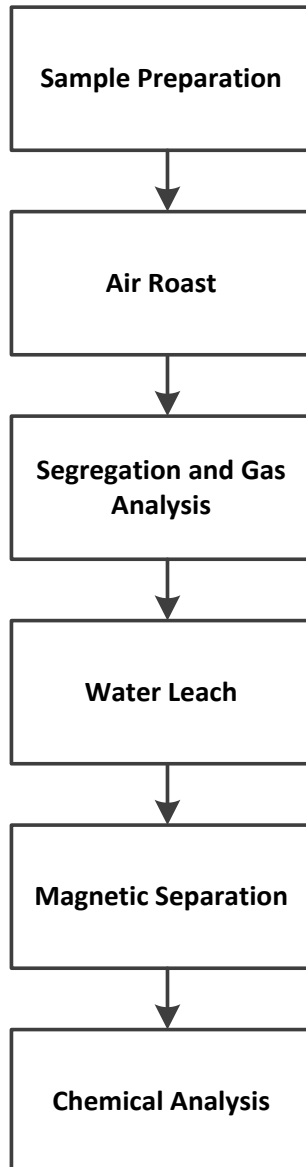 Sample Preparation
Air Roast
Segregation and Gas
Analysis
Water Leach
Magnetic Separation
Chemical Analysis